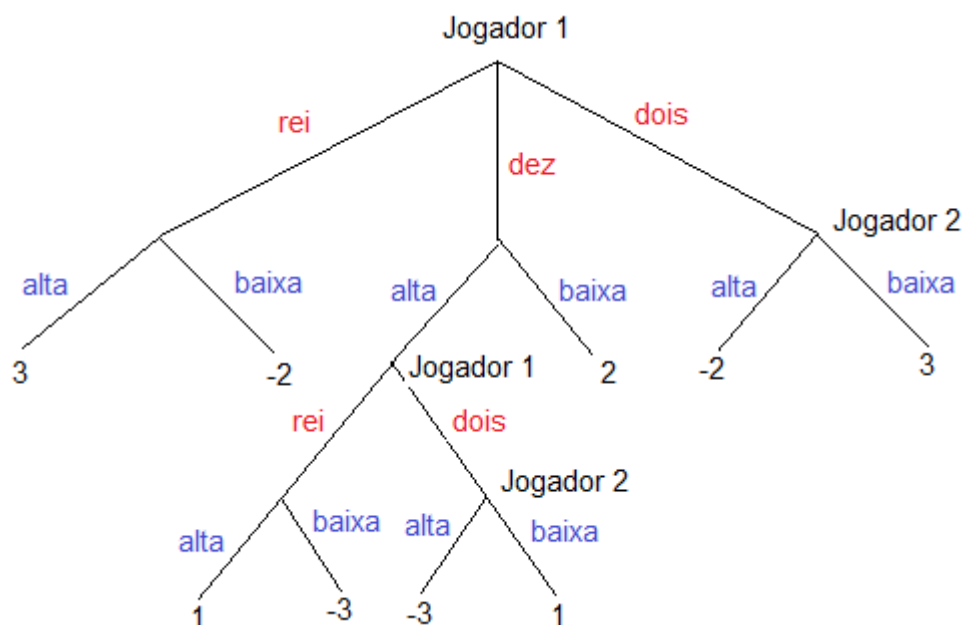 Jogador 1
rei
dois
dez
Jogador 2
alta
baixa
alta
baixa
alta
baixa
3
-2
Jogador 1
2
-2
3
rei
dois
Jogador 2
alta
baixa
alta
baixa
1
-3
-3
1